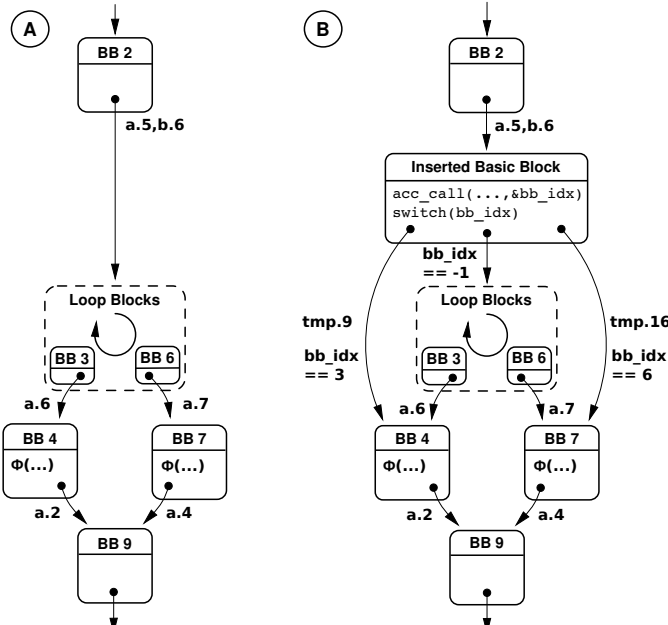 A
BB 2
a.5,b.6
Loop Blocks
BB 3
BB 6
a.6
a.7
BB 4
Φ(...)
BB 7
Φ(...)
a.2
a.4
BB 9
B
BB 2
a.5,b.6
Inserted Basic Block
acc_call(...,&bb_idx)
switch(bb_idx)
bb_idx
== -1
Loop Blocks
tmp.9
bb_idx
== 3
tmp.16
bb_idx
== 6
BB 3
BB 6
a.6
a.7
BB 4
Φ(...)
BB 7
Φ(...)
a.2
a.4
BB 9